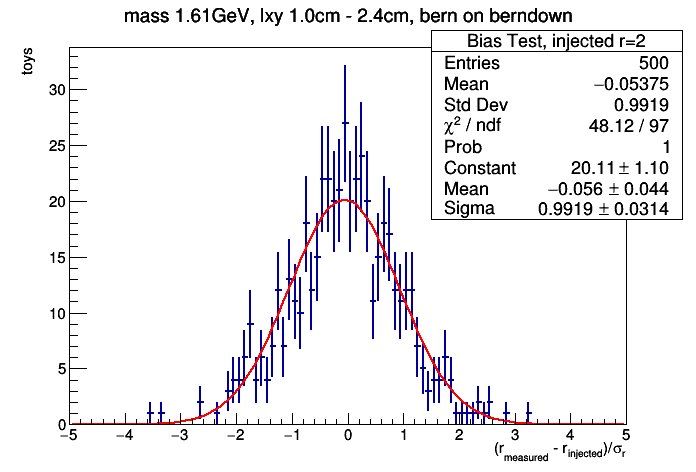 mass 1.61GeV, lxy 1.0cm - 2.4cm, bern on berndown
Bias Test, injected r=2
Entries 500
Mean −0.05375
Std Dev 0.9919
χ² / ndf 48.12 / 97
Prob 1
Constant 20.11 ± 1.10
Mean −0.056 ± 0.044
Sigma 0.9919 ± 0.0314
toys
30
25
20
15
10
5
0
−5 −4 −3 −2 −1 0 1 2 3 4 5
(r_measured - r_injected)/σ_r